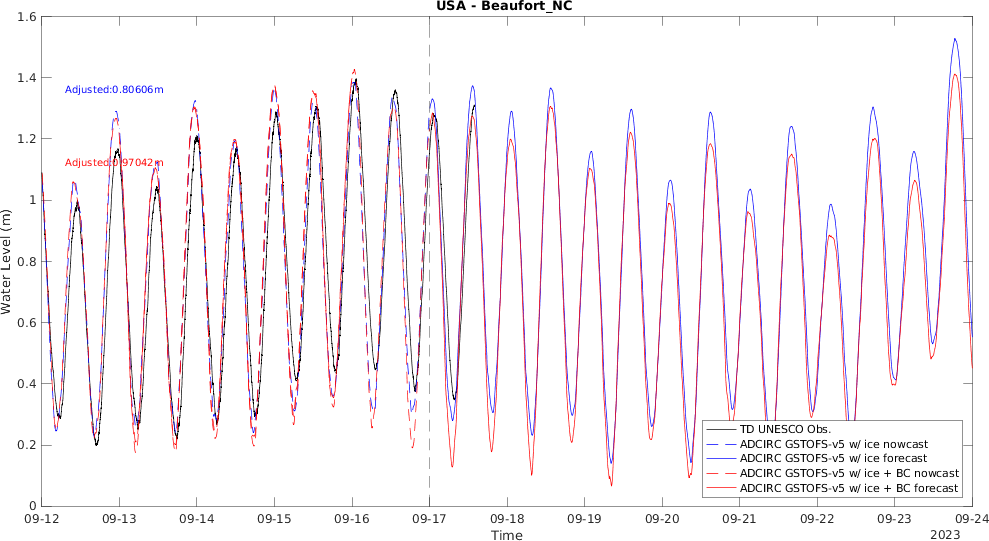 USA - Beaufort_NC
1.6
1.4
1.2
1
0.8
0.6
0.4
0.2
0
Water Level (m)
Adjusted:0.80606m
Adjusted:0.97042m
TD UNESCO Obs.
ADCIRC GSTOFS-v5 w/ ice nowcast
ADCIRC GSTOFS-v5 w/ ice forecast
ADCIRC GSTOFS-v5 w/ ice + BC nowcast
ADCIRC GSTOFS-v5 w/ ice + BC forecast
09-12 09-13 09-14 09-15 09-16 09-17 09-18 09-19 09-20 09-21 09-22 09-23 09-24
Time
2023